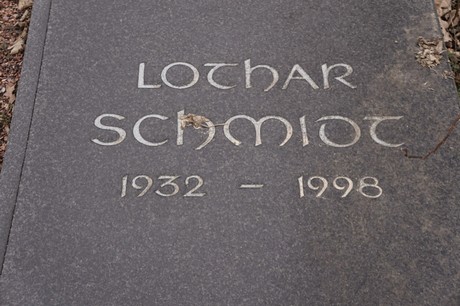 LOTHAR
SCHMIDT
1932 - 1998